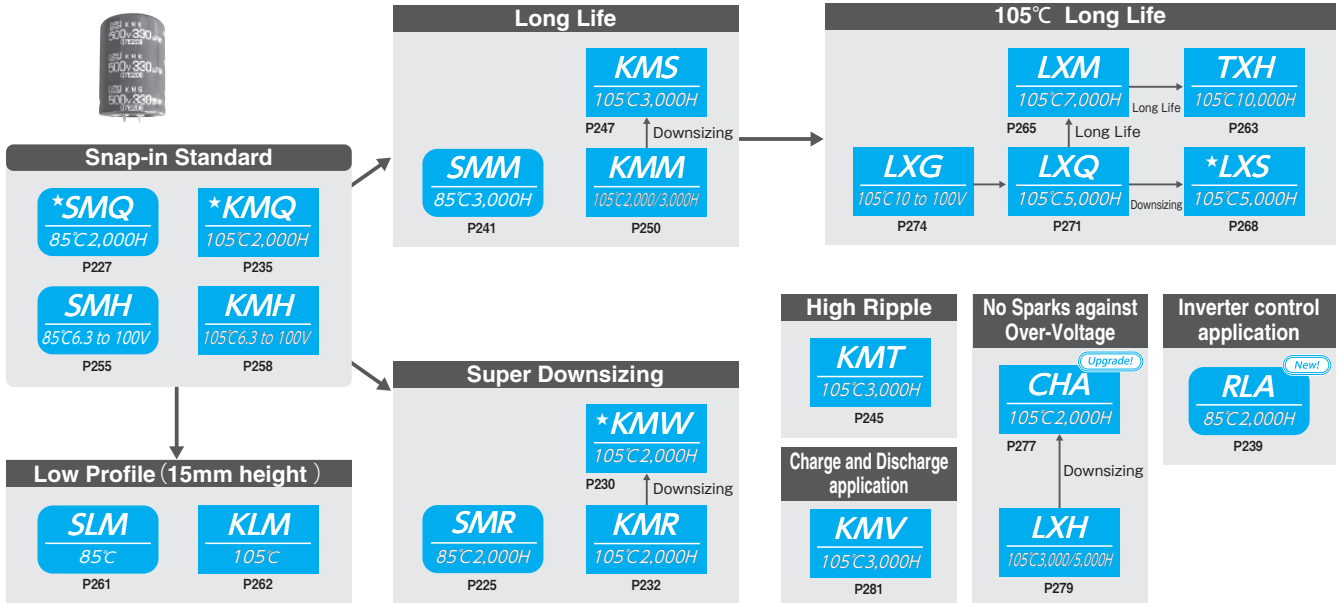 KMS
500V330µF
KMS
500V330µF
KMS
500V330
Snap-in Standard
★SMQ
85℃2,000H
P227
★KMQ
105℃2,000H
P235
SMH
85℃6.3 to 100V
P255
KMH
105℃6.3 to 100V
P258
Low Profile(15mm height )
SLM
85℃
P261
KLM
105℃
P262
Long Life
KMS
105℃3,000H
P247
Downsizing
SMM
85℃3,000H
P241
KMM
105℃2,000/3,000H
P250
Super Downsizing
★KMW
105℃2,000H
P230
Downsizing
SMR
85℃2,000H
P225
KMR
105℃2,000H
P232
105℃ Long Life
LXM
105℃7,000H
P265
Long Life
TXH
105℃10,000H
P263
Long Life
LXG
105℃10 to 100V
P274
LXQ
105℃5,000H
P271
Downsizing
★LXS
105℃5,000H
P268
High Ripple
KMT
105℃3,000H
P245
Charge and Discharge
application
KMV
105℃3,000H
P281
No Sparks against
Over-Voltage
Upgrade!
CHA
105℃2,000H
P277
Downsizing
LXH
105℃3,000/5,000H
P279
Inverter control
application
New!
RLA
85℃2,000H
P239